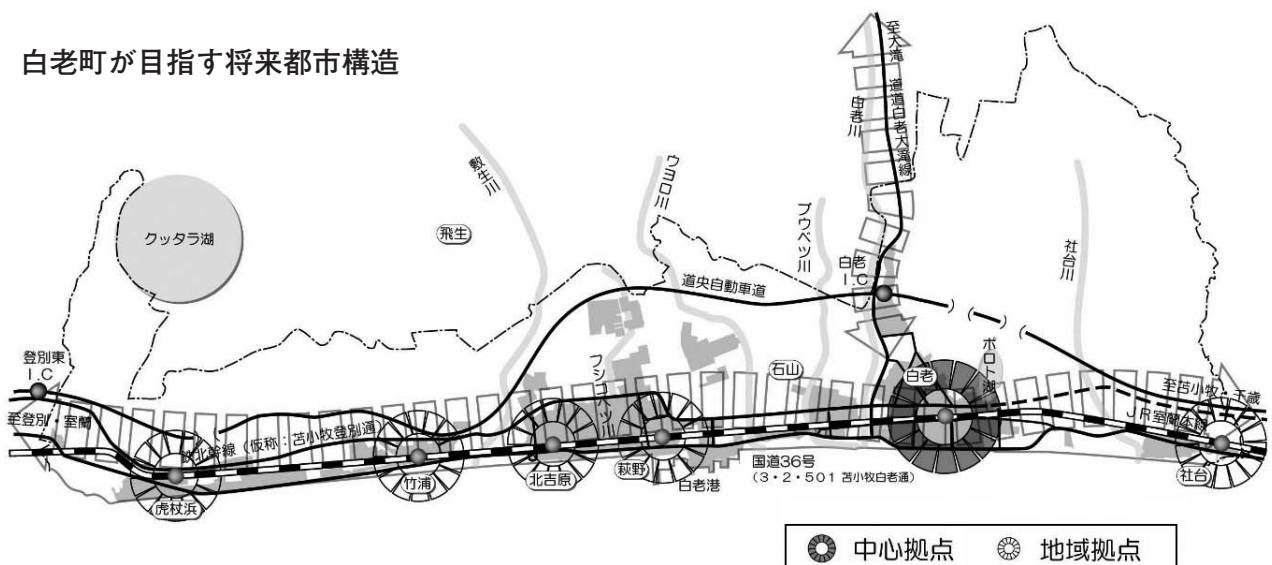 白老町が目指す将来都市構造
至大滝
道道白老大滝線
白老川
敷生川
ウヨロ川
ブウベツ川
社台川
クッタラ湖
飛生
白老
I.C
道央自動車道
ポロト湖
登別東
I.C
フシコベツ川
石山
白老
至苫小牧・千歳
至登別・室蘭
JR室蘭本線
鉄北幹線(仮称:苫小牧登別通)
虎杖浜
竹浦
北吉原
萩野
白老港
国道36号
(3・2・501 苫小牧白老通)
社台
中心拠点
地域拠点